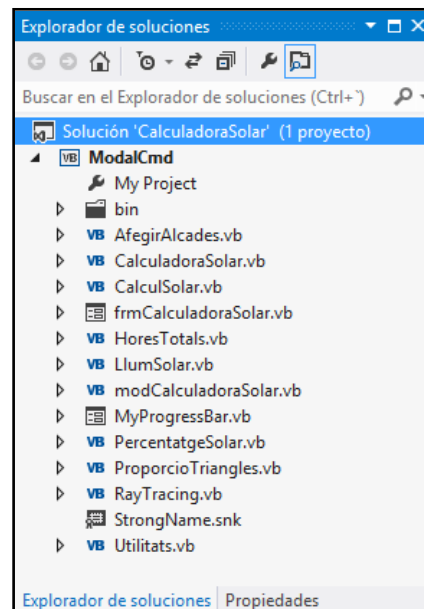 Explorador de soluciones
Buscar en el Explorador de soluciones (Ctrl+`)
Solución 'CalculadoraSolar' (1 proyecto)
VB ModalCmd
My Project
bin
VB AfegirAlcades.vb
VB CalculadoraSolar.vb
VB CalculSolar.vb
frmCalculadoraSolar.vb
VB HoresTotals.vb
VB LlumSolar.vb
VB modCalculadoraSolar.vb
MyProgressBar.vb
VB PercentatgeSolar.vb
VB ProporcioTriangles.vb
VB RayTracing.vb
StrongName.snk
VB Utilitats.vb
Explorador de soluciones Propiedades